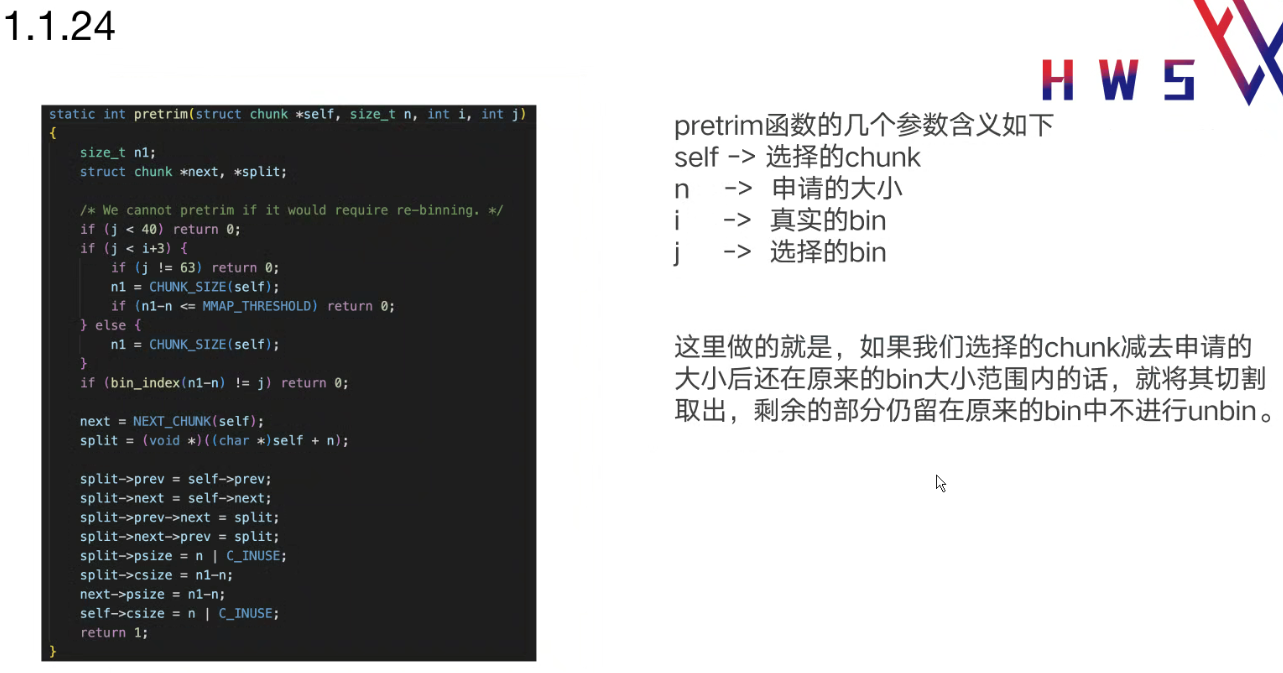 1.1.24
HWS
static int pretrim(struct chunk *self, size_t n, int i, int j)
{
    size_t n1;
    struct chunk *next, *split;

    /* We cannot pretrim if it would require re-binning. */
    if (j < 40) return 0;
    if (j < i+3) {
        if (j != 63) return 0;
        n1 = CHUNK_SIZE(self);
        if (n1-n <= MMAP_THRESHOLD) return 0;
    } else {
        n1 = CHUNK_SIZE(self);
    }
    if (bin_index(n1-n) != j) return 0;

    next = NEXT_CHUNK(self);
    split = (void *)((char *)self + n);

    split->prev = self->prev;
    split->next = self->next;
    split->prev->next = split;
    split->next->prev = split;
    split->psize = n | C_INUSE;
    split->csize = n1-n;
    next->psize = n1-n;
    self->csize = n | C_INUSE;
    return 1;
}
pretrim函数的几个参数含义如下
self -> 选择的chunk
n -> 申请的大小
i -> 真实的bin
j -> 选择的bin
这里做的就是，如果我们选择的chunk减去申请的
大小后还在原来的bin大小范围内的话，就将其切割
取出，剩余的部分仍留在原来的bin中不进行unbin。